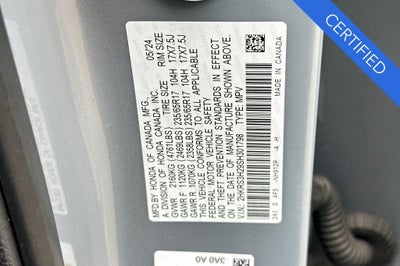 CERTIFIED
MFD. BY HONDA OF CANADA MFG. 05/24
A DIVISION OF HONDA CANADA INC. RIM SIZE
GVWR 2160KG (4761LBS) TIRE SIZE 17X7.5J
GAWR F 1120KG (2469LBS) 235/65R17 104H 17X7.5J
GAWR R 1070KG (2358LBS) 235/65R17 104H
THIS VEHICLE CONFORMS TO ALL APPLICABLE
FEDERAL MOTOR VEHICLE SAFETY AND
THEFT PREVENTION STANDARDS IN EFFECT
ON THE DATE OF MANUFACTURE SHOWN ABOVE.
V.I.N: 2HKRS3H29SH301798 TYPE: MPV
MADE IN CANADA
3A0 A0